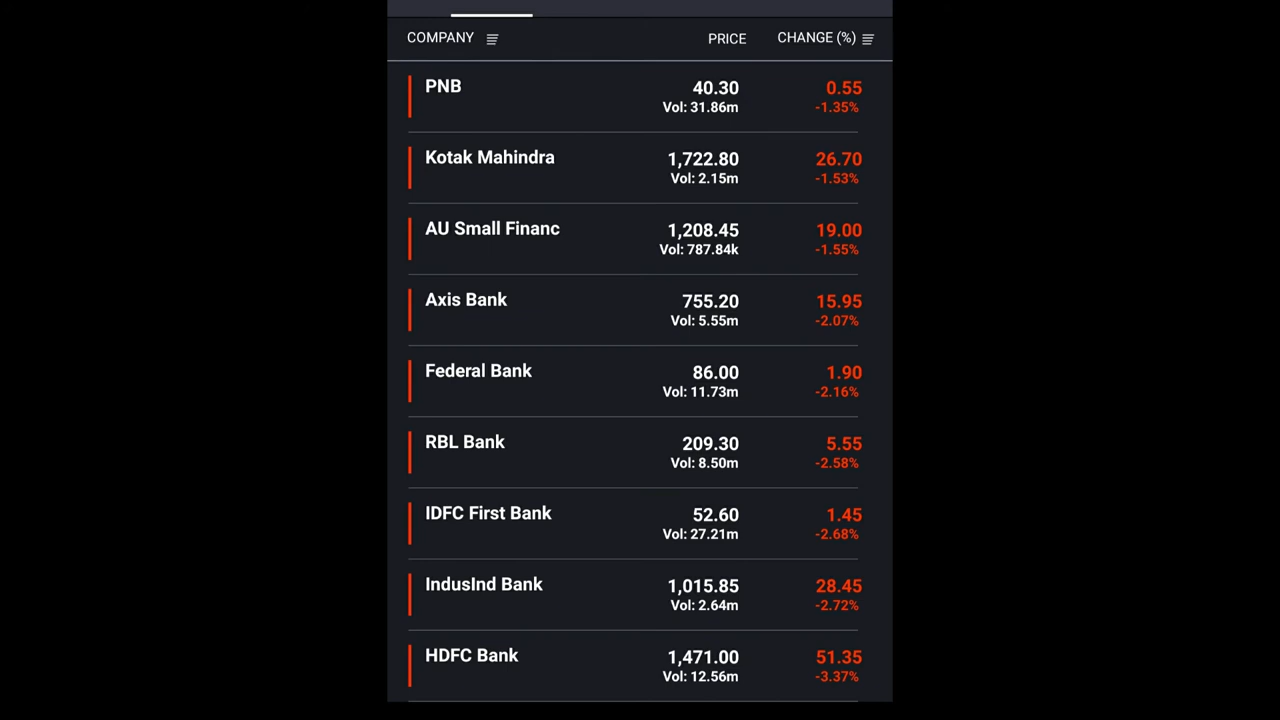 COMPANY PRICE CHANGE (%)
PNB 40.30 0.55
Vol: 31.86m -1.35%
Kotak Mahindra 1,722.80 26.70
Vol: 2.15m -1.53%
AU Small Financ 1,208.45 19.00
Vol: 787.84k -1.55%
Axis Bank 755.20 15.95
Vol: 5.55m -2.07%
Federal Bank 86.00 1.90
Vol: 11.73m -2.16%
RBL Bank 209.30 5.55
Vol: 8.50m -2.58%
IDFC First Bank 52.60 1.45
Vol: 27.21m -2.68%
IndusInd Bank 1,015.85 28.45
Vol: 2.64m -2.72%
HDFC Bank 1,471.00 51.35
Vol: 12.56m -3.37%